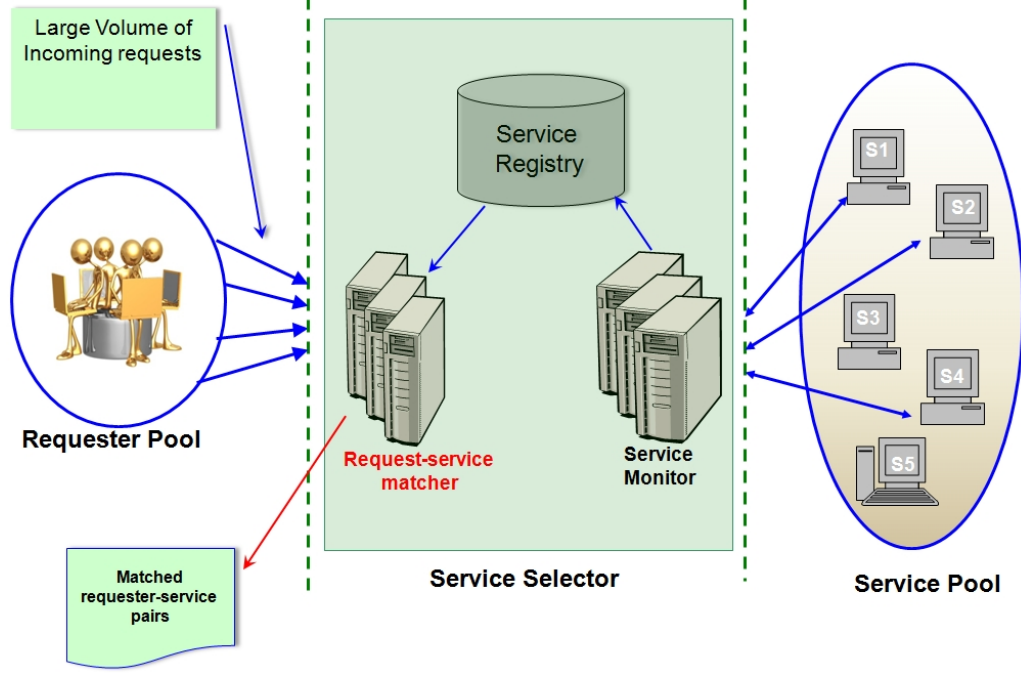 Large Volume of
Incoming requests
Service
Registry
S1
S2
S3
S4
S5
Requester Pool
Request-service
matcher
Service
Monitor
Matched
requester-service
pairs
Service Selector
Service Pool